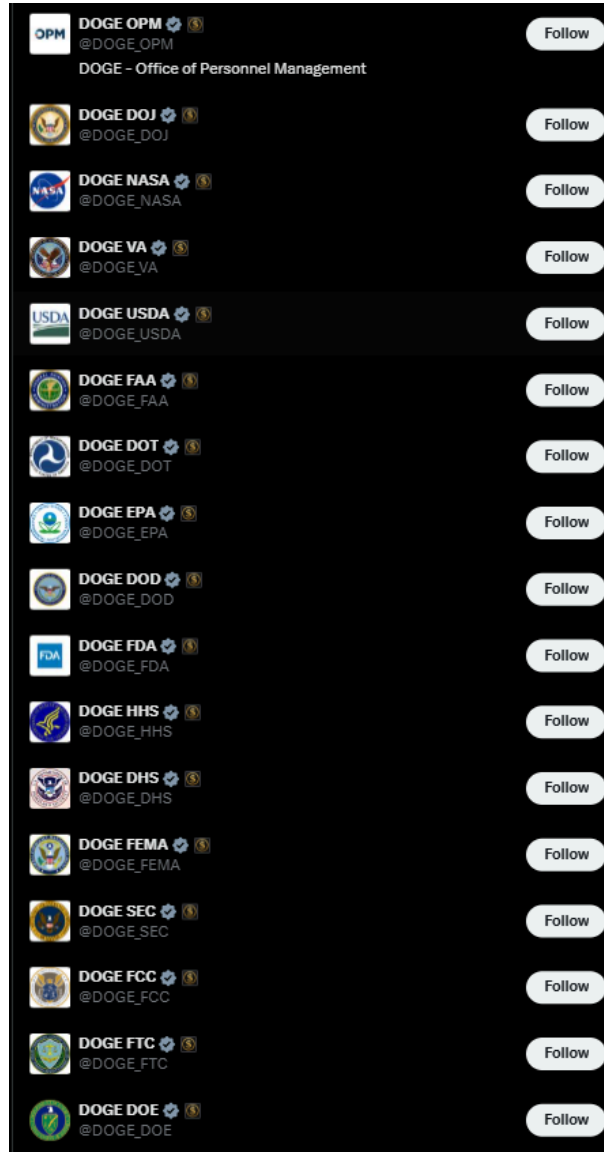 OPM
DOGE OPM
@DOGE_OPM
DOGE – Office of Personnel Management
Follow
DOGE DOJ
@DOGE_DOJ
Follow
NASA
DOGE NASA
@DOGE_NASA
Follow
DOGE VA
@DOGE_VA
Follow
USDA
DOGE USDA
@DOGE_USDA
Follow
DOGE FAA
@DOGE_FAA
Follow
DOGE DOT
@DOGE_DOT
Follow
DOGE EPA
@DOGE_EPA
Follow
DOGE DOD
@DOGE_DOD
Follow
FDA
DOGE FDA
@DOGE_FDA
Follow
DOGE HHS
@DOGE_HHS
Follow
DOGE DHS
@DOGE_DHS
Follow
DOGE FEMA
@DOGE_FEMA
Follow
DOGE SEC
@DOGE_SEC
Follow
DOGE FCC
@DOGE_FCC
Follow
DOGE FTC
@DOGE_FTC
Follow
DOGE DOE
@DOGE_DOE
Follow